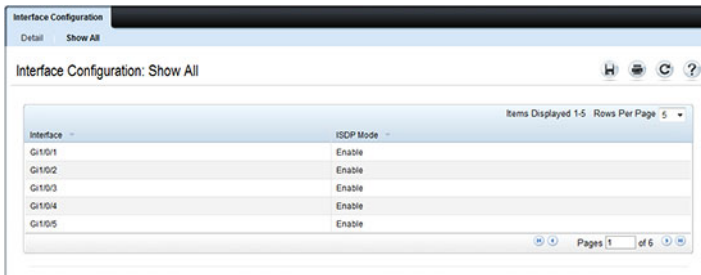 Interface Configuration
Detail Show All
Interface Configuration: Show All
Items Displayed 1-5 Rows Per Page 5
Interface ISDP Mode
Gi1/0/1 Enable
Gi1/0/2 Enable
Gi1/0/3 Enable
Gi1/0/4 Enable
Gi1/0/5 Enable
Pages 1 of 6